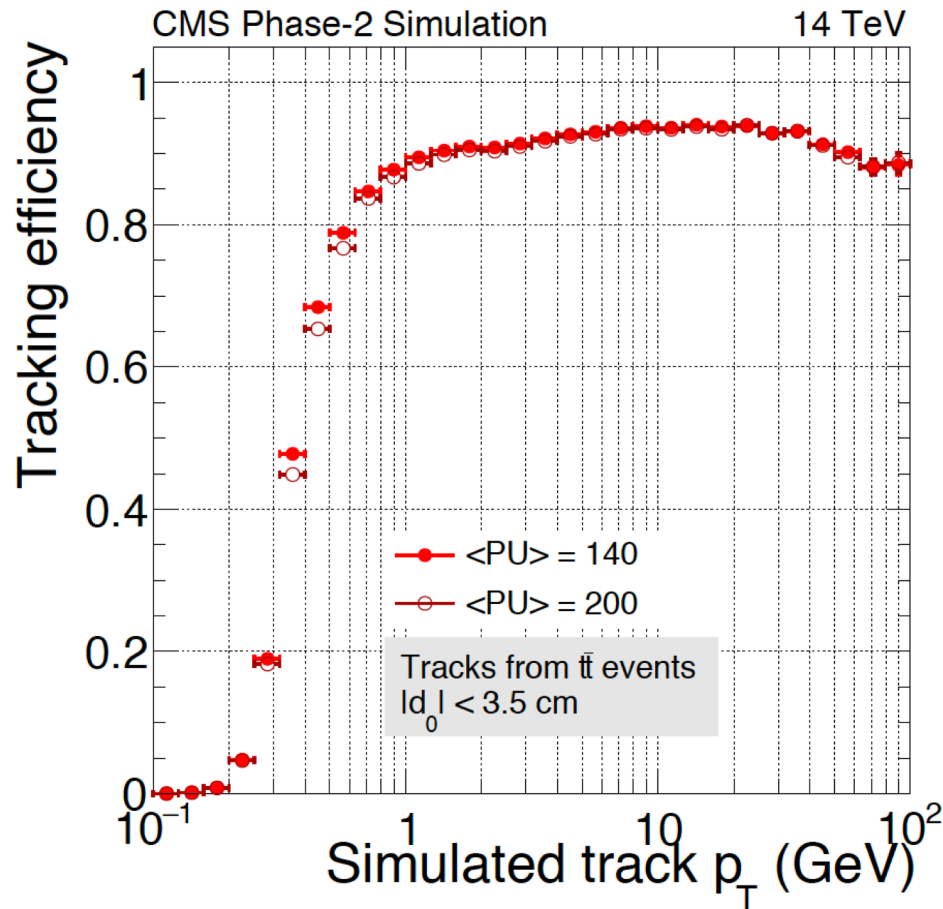 CMS Phase-2 Simulation 14 TeV
Tracking efficiency
1
0.8
0.6
0.4
0.2
0
<PU> = 140
<PU> = 200
Tracks from tt̄ events
|d₀| < 3.5 cm
10⁻¹ 1 10 10²
Simulated track p_T (GeV)